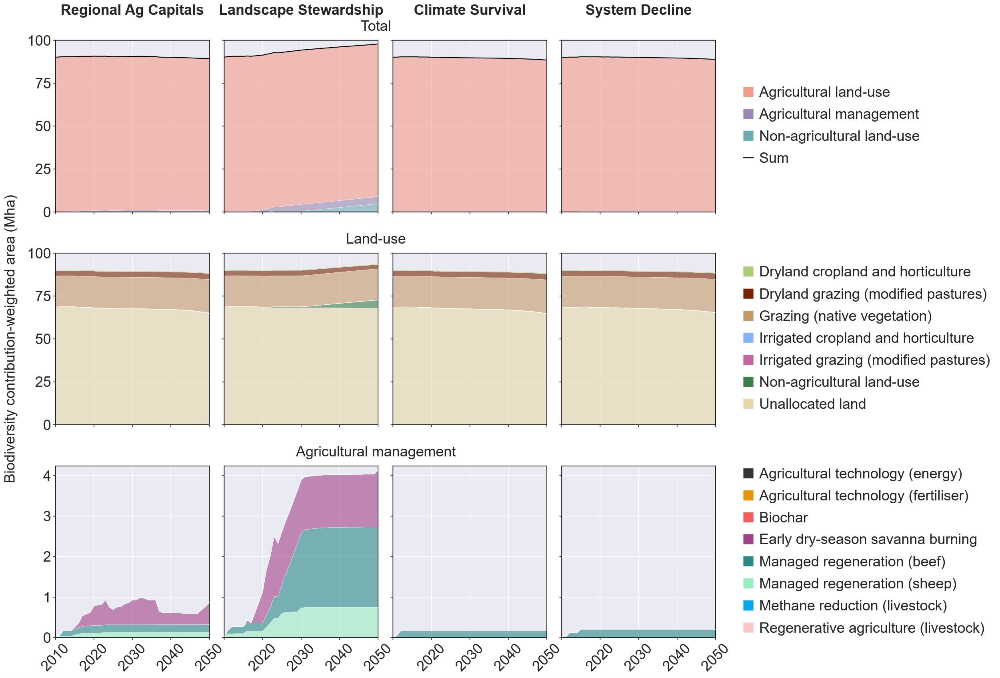 Regional Ag Capitals
Landscape Stewardship
Climate Survival
System Decline
Total
100
75
50
25
0
Agricultural land-use
Agricultural management
Non-agricultural land-use
Sum
Biodiversity contribution-weighted area (Mha)
Land-use
100
75
50
25
0
Dryland cropland and horticulture
Dryland grazing (modified pastures)
Grazing (native vegetation)
Irrigated cropland and horticulture
Irrigated grazing (modified pastures)
Non-agricultural land-use
Unallocated land
Agricultural management
4
3
2
1
0
Agricultural technology (energy)
Agricultural technology (fertiliser)
Biochar
Early dry-season savanna burning
Managed regeneration (beef)
Managed regeneration (sheep)
Methane reduction (livestock)
Regenerative agriculture (livestock)
2010 2020 2030 2040 2050
2020 2030 2040 2050
2020 2030 2040 2050
2020 2030 2040 2050